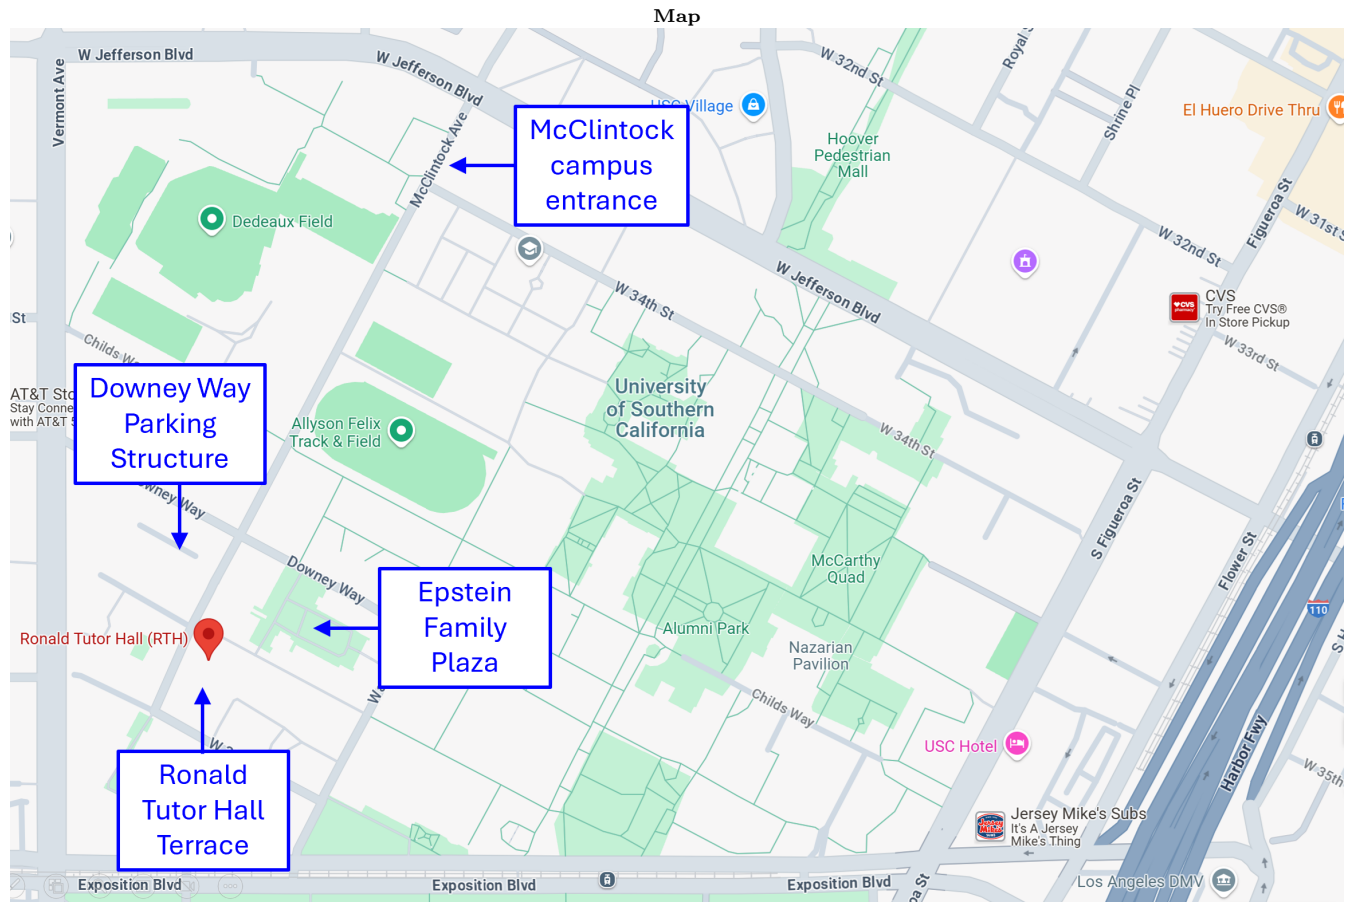 Map
W Jefferson Blvd
Vermont Ave
W Jefferson Blvd
McClintock Ave
McClintock
campus
entrance
USC Village
W 32nd St
Royal
Shrine Pl
El Huero Drive Thru
Hoover
Pedestrian
Mall
Figueroa St
W 31st S
W 32nd St
Dedeaux Field
W Jefferson Blvd
W 34th St
CVS
pharmacy
CVS
Try Free CVS®
In Store Pickup
W 33rd St
St
Childs Wa
AT&T Sto
Stay Conne
with AT&T
Downey Way
Parking
Structure
Allyson Felix
Track & Field
University
of Southern
California
W 34th St
S Figueroa St
Flower St
110
wney Way
Downey Way
Epstein
Family
Plaza
McCarthy
Quad
Alumni Park
Nazarian
Pavilion
Ronald Tutor Hall (RTH)
Childs Way
USC Hotel
Harbor Fwy
W 35th
Ronald
Tutor Hall
Terrace
Jersey Mike's Subs
It's A Jersey
Mike's Thing
Exposition Blvd
Exposition Blvd
Exposition Blvd
Los Angeles DMV